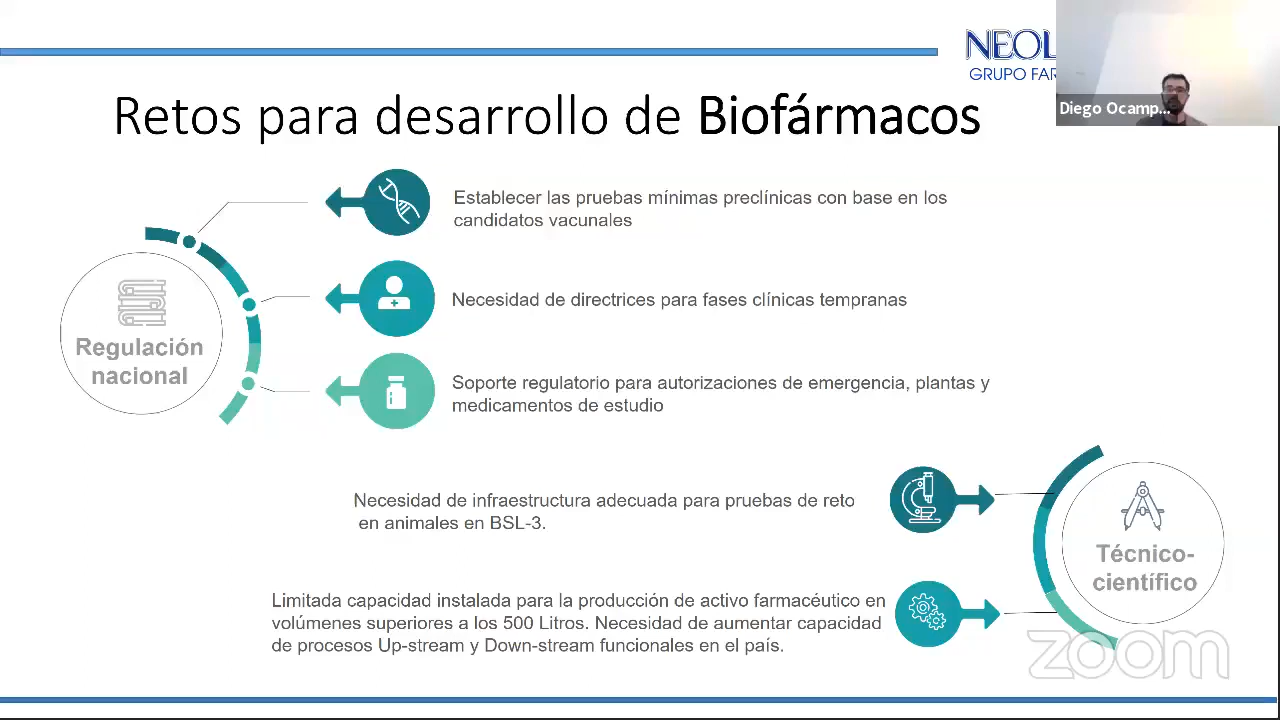 NEOL
GRUPO FAR
Diego Ocamp...
Retos para desarrollo de Biofármacos
Establecer las pruebas mínimas preclínicas con base en los
candidatos vacunales
Necesidad de directrices para fases clínicas tempranas
Regulación
nacional
Soporte regulatorio para autorizaciones de emergencia, plantas y
medicamentos de estudio
Necesidad de infraestructura adecuada para pruebas de reto
en animales en BSL-3.
Técnico-
científico
Limitada capacidad instalada para la producción de activo farmacéutico en
volúmenes superiores a los 500 Litros. Necesidad de aumentar capacidad
de procesos Up-stream y Down-stream funcionales en el país.
zoom